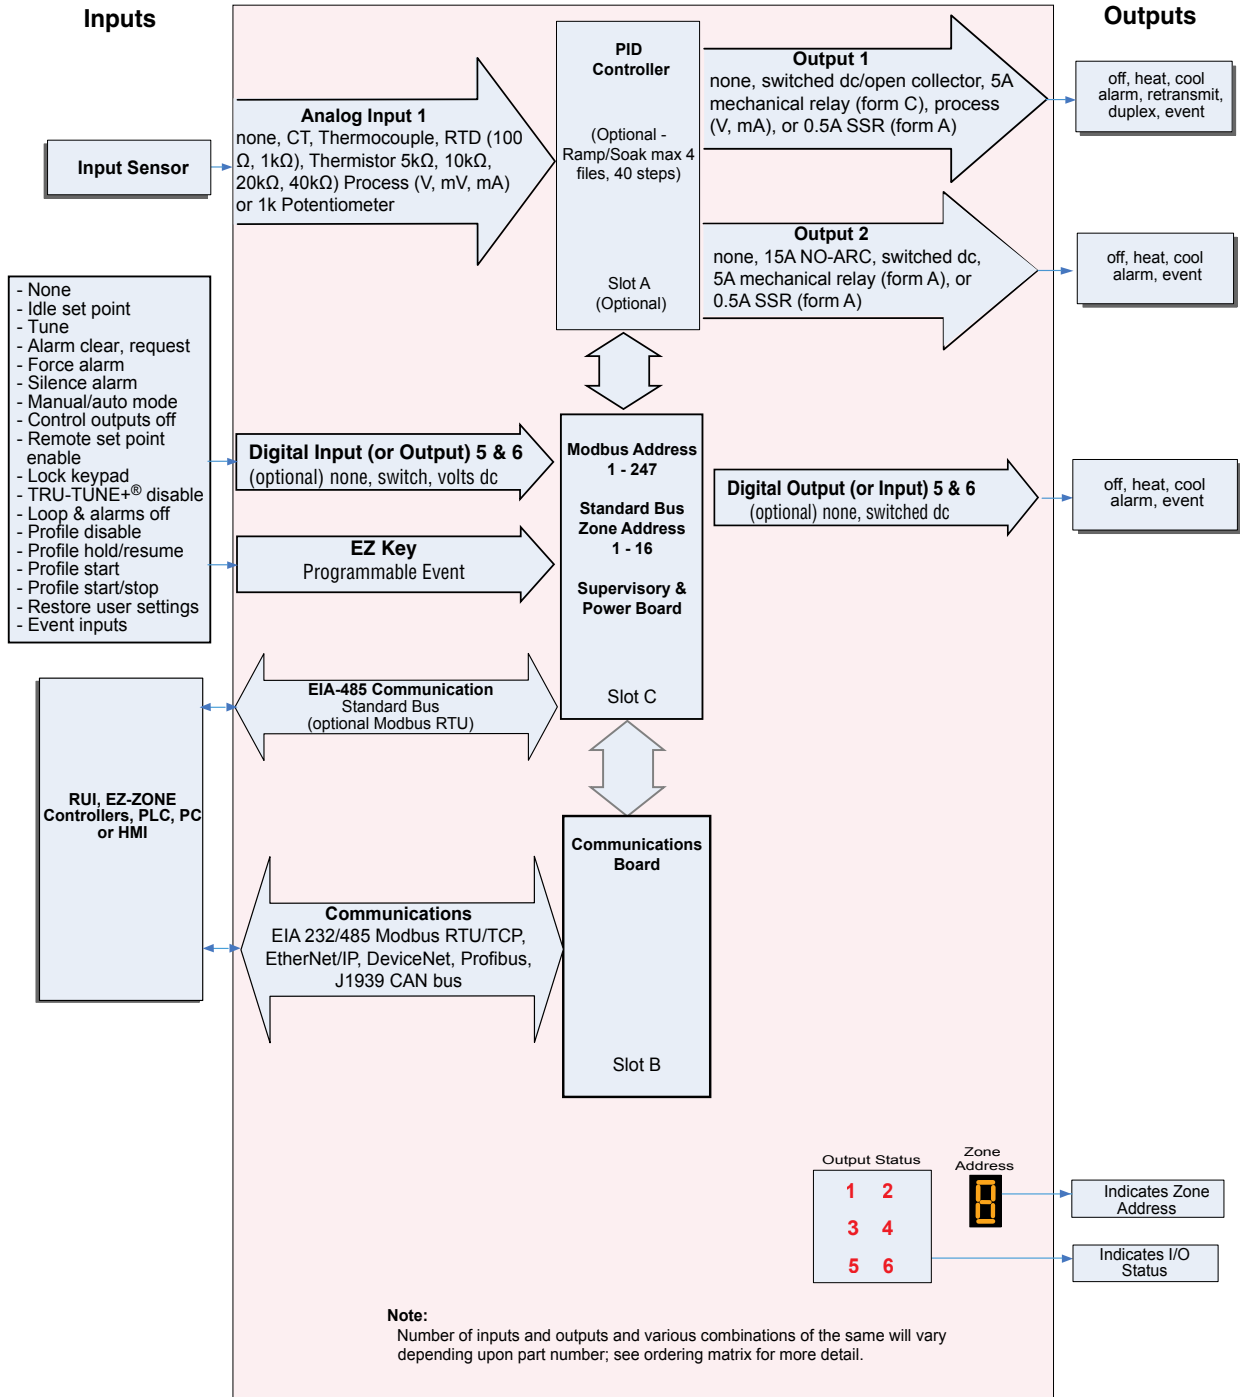 Inputs
Outputs
Input Sensor
Analog Input 1
none, CT, Thermocouple, RTD (100
Ω, 1kΩ), Thermistor 5kΩ, 10kΩ,
20kΩ, 40kΩ) Process (V, mV, mA)
or 1k Potentiometer
PID
Controller
(Optional -
Ramp/Soak max 4
files, 40 steps)
Slot A
(Optional)
Output 1
none, switched dc/open collector, 5A
mechanical relay (form C), process
(V, mA), or 0.5A SSR (form A)
off, heat, cool
alarm, retransmit,
duplex, event
Output 2
none, 15A NO-ARC, switched dc,
5A mechanical relay (form A), or
0.5A SSR (form A)
off, heat, cool
alarm, event
- None
- Idle set point
- Tune
- Alarm clear, request
- Force alarm
- Silence alarm
- Manual/auto mode
- Control outputs off
- Remote set point
enable
- Lock keypad
- TRU-TUNE+® disable
- Loop & alarms off
- Profile disable
- Profile hold/resume
- Profile start
- Profile start/stop
- Restore user settings
- Event inputs
Digital Input (or Output) 5 & 6
(optional) none, switch, volts dc
EZ Key
Programmable Event
Modbus Address
1 - 247
Standard Bus
Zone Address
1 - 16
Supervisory &
Power Board
Slot C
Digital Output (or Input) 5 & 6
(optional) none, switched dc
off, heat, cool
alarm, event
EIA-485 Communication
Standard Bus
(optional Modbus RTU)
RUI, EZ-ZONE
Controllers, PLC, PC
or HMI
Communications
EIA 232/485 Modbus RTU/TCP,
EtherNet/IP, DeviceNet, Profibus,
J1939 CAN bus
Communications
Board
Slot B
Output Status
1 2
3 4
5 6
Zone
Address
8
Indicates Zone
Address
Indicates I/O
Status
Note:
Number of inputs and outputs and various combinations of the same will vary
depending upon part number; see ordering matrix for more detail.